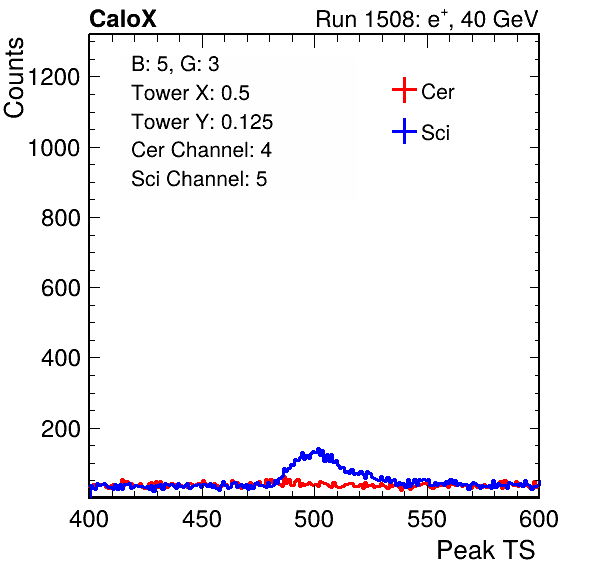 CaloX
Run 1508: e+, 40 GeV
Counts
B: 5, G: 3
Tower X: 0.5
Tower Y: 0.125
Cer Channel: 4
Sci Channel: 5
Cer
Sci
1200
1000
800
600
400
200
400 450 500 550 600
Peak TS